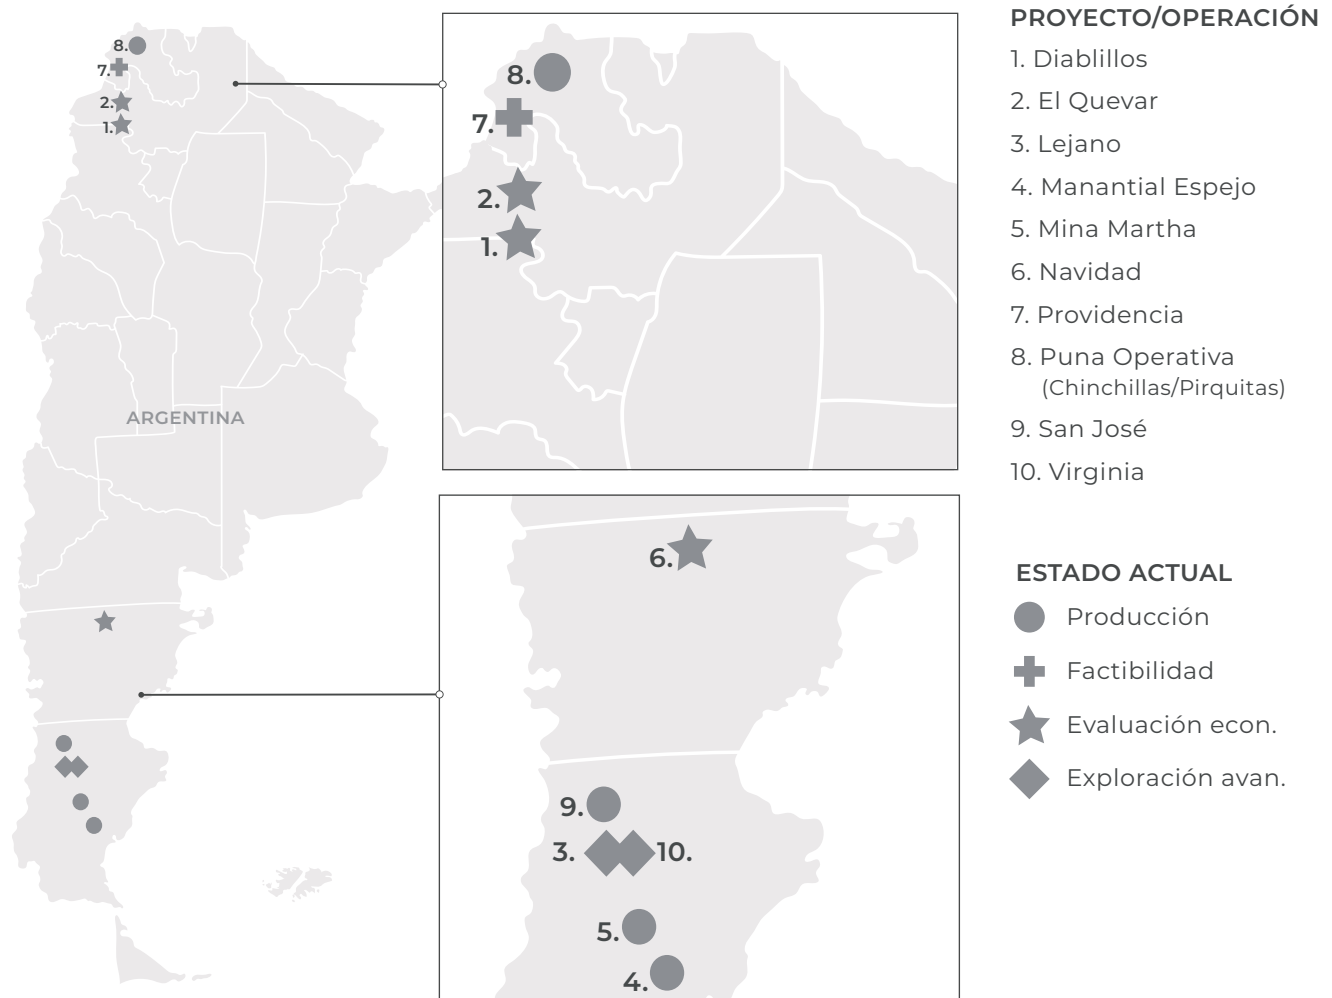 8.
7.
2.
1.
ARGENTINA
8.
7.
2.
1.
6.
9.
3.
10.
5.
4.
PROYECTO/OPERACIÓN
1. Diablillos
2. El Quevar
3. Lejano
4. Manantial Espejo
5. Mina Martha
6. Navidad
7. Providencia
8. Puna Operativa
(Chinchillas/Pirquitas)
9. San José
10. Virginia
ESTADO ACTUAL
Producción
Factibilidad
Evaluación econ.
Exploración avan.